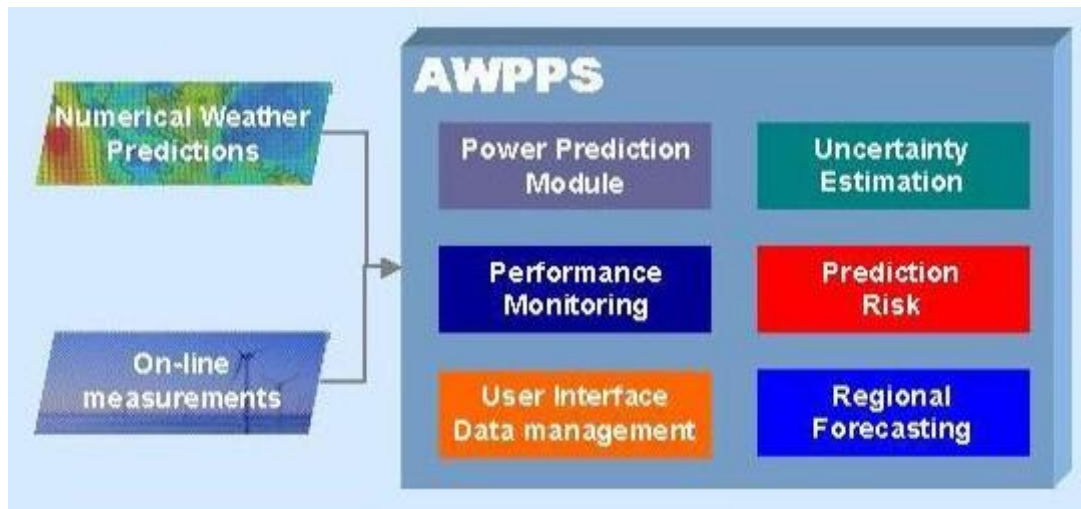 Numerical Weather
Predictions
On-line
measurements
AWPPS
Power Prediction
Module
Uncertainty
Estimation
Performance
Monitoring
Prediction
Risk
User Interface
Data management
Regional
Forecasting